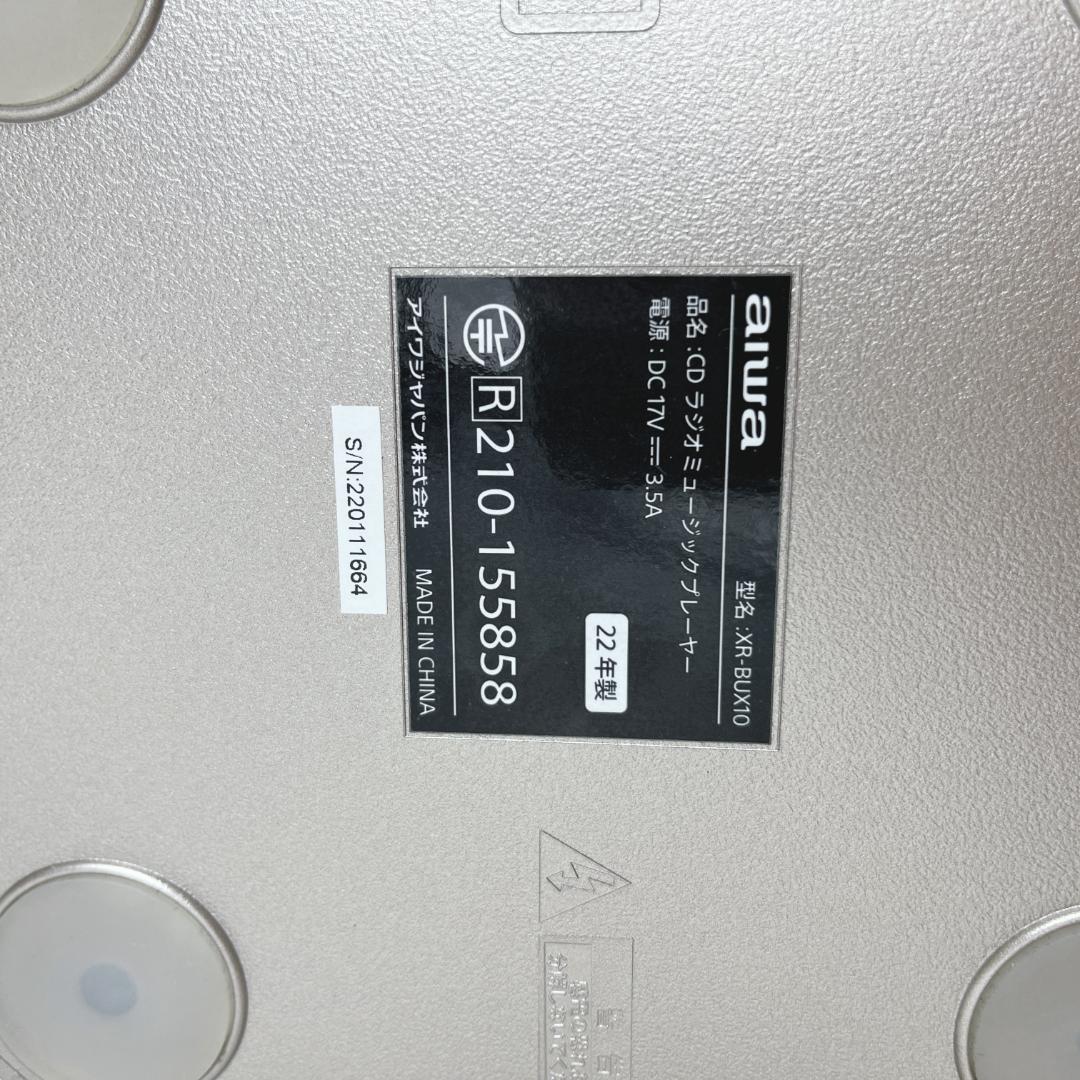 aiwa
型名:XR-BUX10
品名:CD ラジオミュージックプレーヤー
電源:DC 17V ⎓ 3.5A
22 年製
R 210-155858
アイワジャパン株式会社 MADE IN CHINA
S/N:220111664